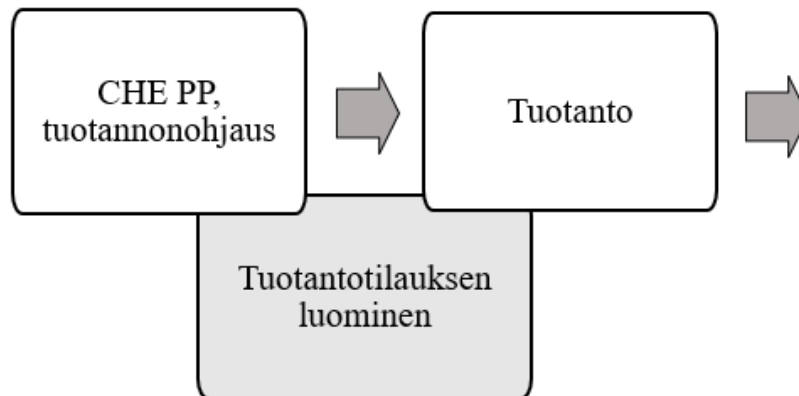 CHE PP,
tuotannonohjaus
Tuotanto
Tuotantotilauksen
luominen